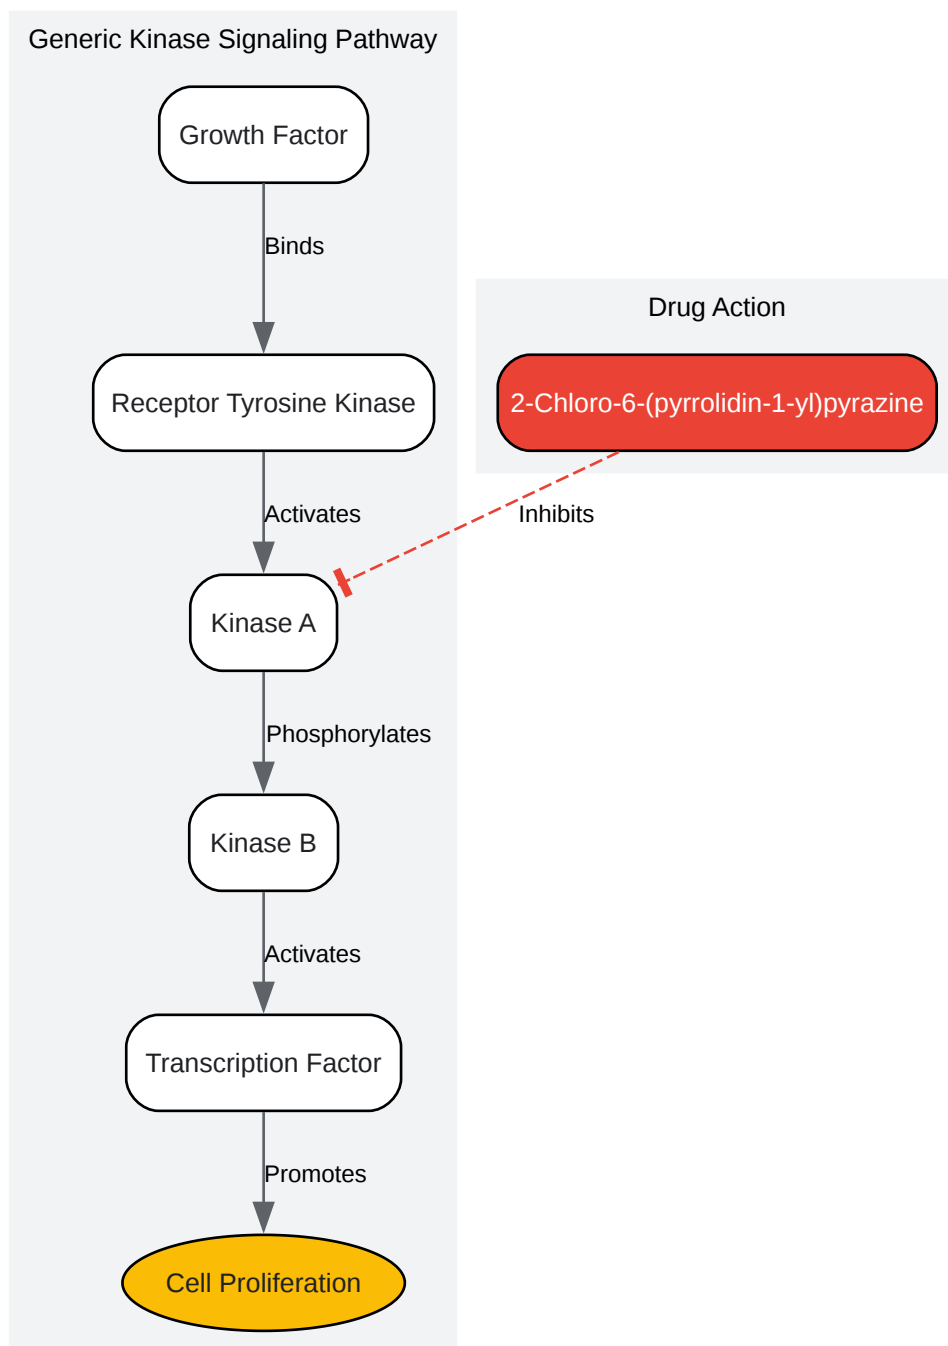 Generic Kinase Signaling Pathway
Growth Factor
Binds
Drug Action
Receptor Tyrosine Kinase
2-Chloro-6-(pyrrolidin-1-yl)pyrazine
Activates
Inhibits
Kinase A
Phosphorylates
Kinase B
Activates
Transcription Factor
Promotes
Cell Proliferation